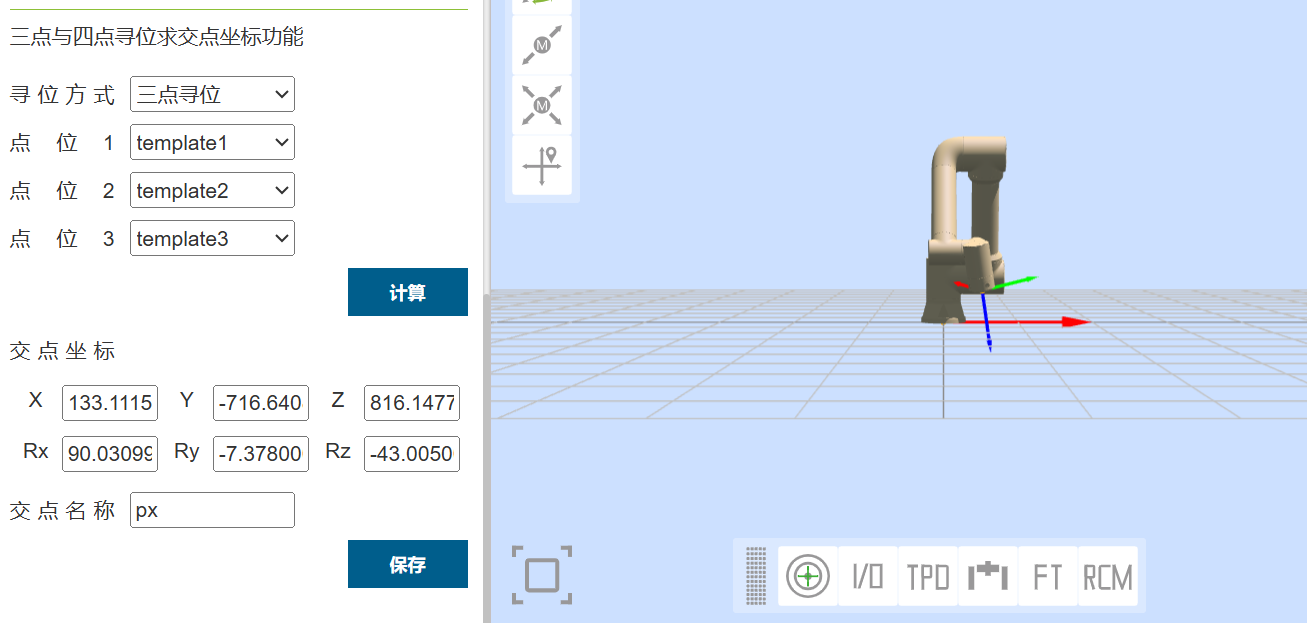 三点与四点寻位求交点坐标功能
寻位方式 三点寻位
点位1 template1
点位2 template2
点位3 template3
计算
交点坐标
X 133.1115 Y -716.640 Z 816.1477
Rx 90.03099 Ry -7.37800 Rz -43.0050
交点名称 px
保存
M
M
I/O TPD FT RCM